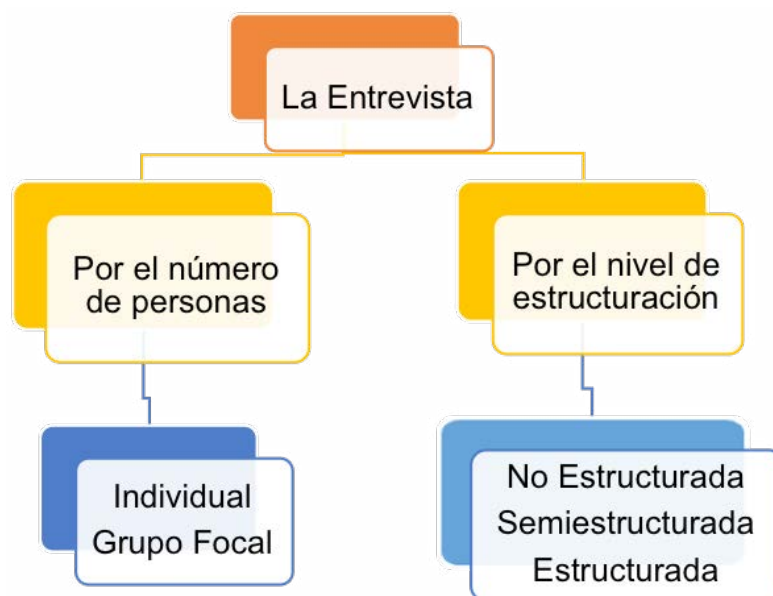 La Entrevista
Por el número
de personas
Por el nivel de
estructuración
Individual
Grupo Focal
No Estructurada
Semiestructurada
Estructurada